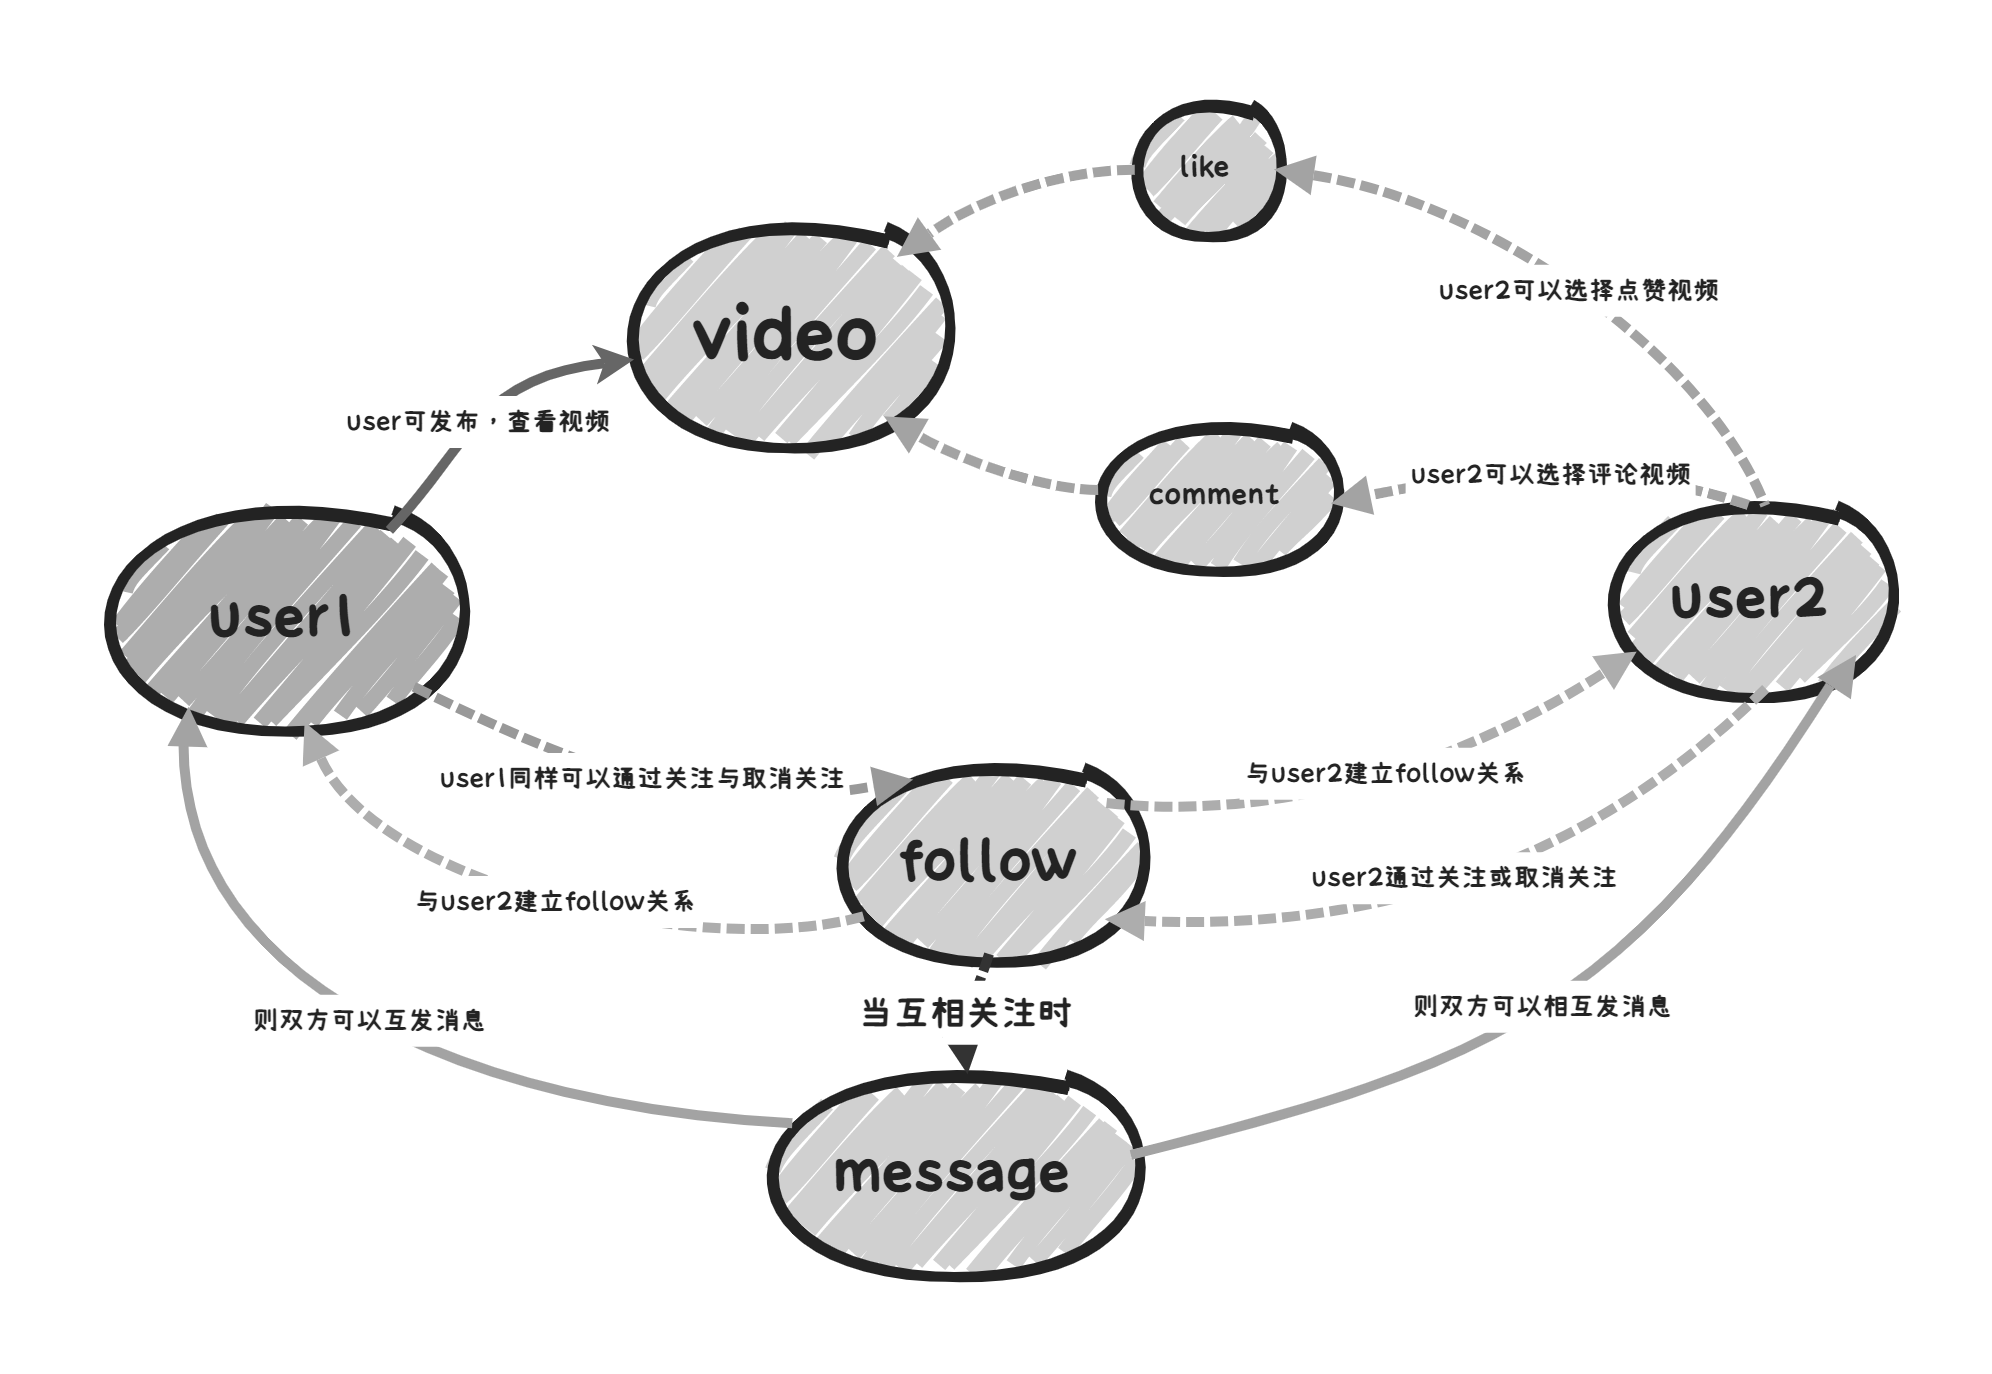 like
user2可以选择点赞视频
video
user可发布，查看视频
user2可以选择评论视频
comment
user1
user2
user1同样可以通过关注与取消关注
与user2建立follow关系
follow
user2通过关注或取消关注
与user2建立follow关系
当互相关注时
则双方可以互发消息
则双方可以相互发消息
message